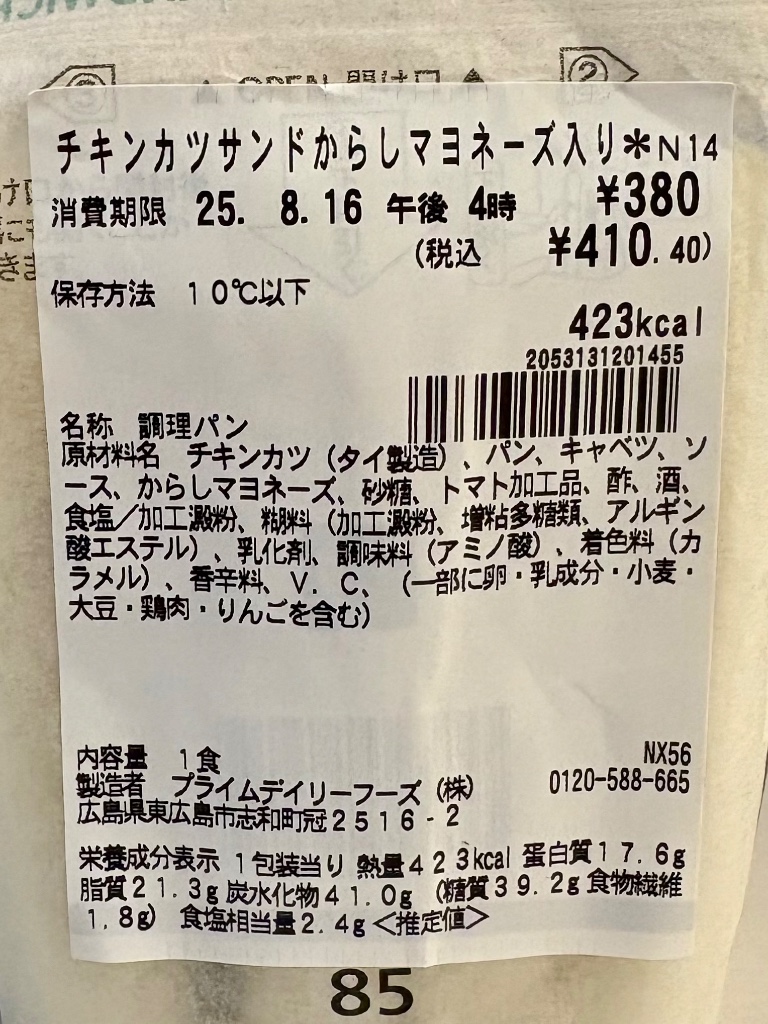 ② OPEN 開け口 ▲
チキンカツサンドからしマヨネーズ入り＊N14
消費期限 25. 8.16 午後 4時 ¥380
(税込 ¥410.40)
保存方法 10℃以下
423kcal
2053131201455
名称 調理パン
原材料名 チキンカツ（タイ製造）、パン、キャベツ、ソ
ース、からしマヨネーズ、砂糖、トマト加工品、酢、酒、
食塩／加工澱粉、糊料（加工澱粉、増粘多糖類、アルギン
酸エステル）、乳化剤、調味料（アミノ酸）、着色料（カ
ラメル）、香辛料、V．C、（一部に卵・乳成分・小麦・
大豆・鶏肉・りんごを含む）
内容量 1食 NX56
製造者 プライムデイリーフーズ（株） 0120-588-665
広島県東広島市志和町冠2516-2
栄養成分表示 1包装当り 熱量423kcal 蛋白質17.6g
脂質21.3g 炭水化物41.0g (糖質39.2g 食物繊維
1.8g) 食塩相当量2.4g＜推定値＞
85